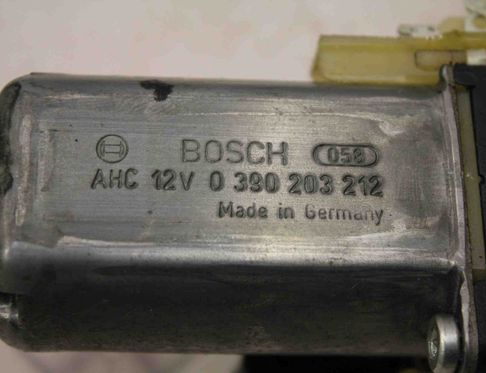 BOSCH 058
AHC 12V 0 390 203 212
Made in Germany